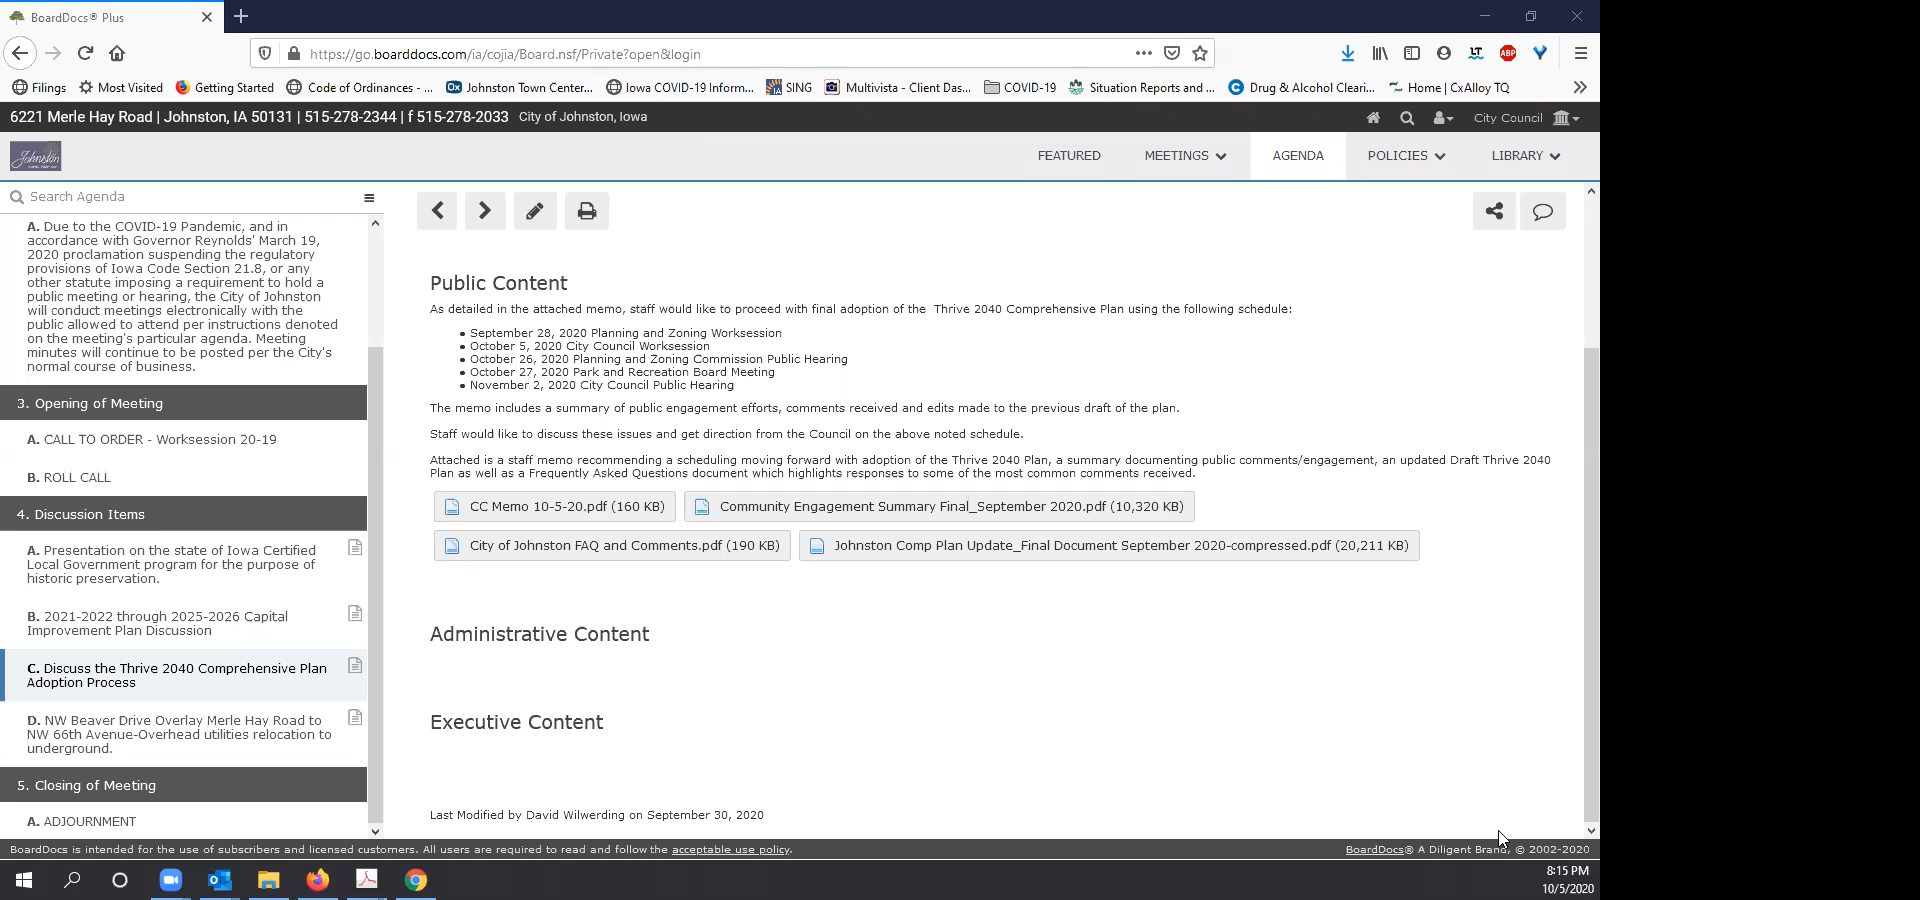 BoardDocs® Plus
https://go.boarddocs.com/ia/cojia/Board.nsf/Private?open&login
Filings Most Visited Getting Started Code of Ordinances - ... Johnston Town Center... Iowa COVID-19 Inform... SING Multivista - Client Das... COVID-19 Situation Reports and ... Drug & Alcohol Cleari... Home | CxAlloy TQ
6221 Merle Hay Road | Johnston, IA 50131 | 515-278-2344 | f 515-278-2033 City of Johnston, Iowa City Council
Johnston
FEATURED MEETINGS AGENDA POLICIES LIBRARY
Search Agenda
A. Due to the COVID-19 Pandemic, and in
accordance with Governor Reynolds' March 19,
2020 proclamation suspending the regulatory
provisions of Iowa Code Section 21.8, or any
other statute imposing a requirement to hold a
public meeting or hearing, the City of Johnston
will conduct meetings electronically with the
public allowed to attend per instructions denoted
on the meeting's particular agenda. Meeting
minutes will continue to be posted per the City's
normal course of business.
3. Opening of Meeting
A. CALL TO ORDER - Worksession 20-19
B. ROLL CALL
4. Discussion Items
A. Presentation on the state of Iowa Certified
Local Government program for the purpose of
historic preservation.
B. 2021-2022 through 2025-2026 Capital
Improvement Plan Discussion
C. Discuss the Thrive 2040 Comprehensive Plan
Adoption Process
D. NW Beaver Drive Overlay Merle Hay Road to
NW 66th Avenue-Overhead utilities relocation to
underground.
5. Closing of Meeting
A. ADJOURNMENT
Public Content
As detailed in the attached memo, staff would like to proceed with final adoption of the Thrive 2040 Comprehensive Plan using the following schedule:
• September 28, 2020 Planning and Zoning Worksession
• October 5, 2020 City Council Worksession
• October 26, 2020 Planning and Zoning Commission Public Hearing
• October 27, 2020 Park and Recreation Board Meeting
• November 2, 2020 City Council Public Hearing
The memo includes a summary of public engagement efforts, comments received and edits made to the previous draft of the plan.
Staff would like to discuss these issues and get direction from the Council on the above noted schedule.
Attached is a staff memo recommending a scheduling moving forward with adoption of the Thrive 2040 Plan, a summary documenting public comments/engagement, an updated Draft Thrive 2040
Plan as well as a Frequently Asked Questions document which highlights responses to some of the most common comments received.
CC Memo 10-5-20.pdf (160 KB) Community Engagement Summary Final_September 2020.pdf (10,320 KB)
City of Johnston FAQ and Comments.pdf (190 KB) Johnston Comp Plan Update_Final Document September 2020-compressed.pdf (20,211 KB)
Administrative Content
Executive Content
Last Modified by David Wilwerding on September 30, 2020
BoardDocs is intended for the use of subscribers and licensed customers. All users are required to read and follow the acceptable use policy. BoardDocs® A Diligent Brand, © 2002-2020
8:15 PM
10/5/2020